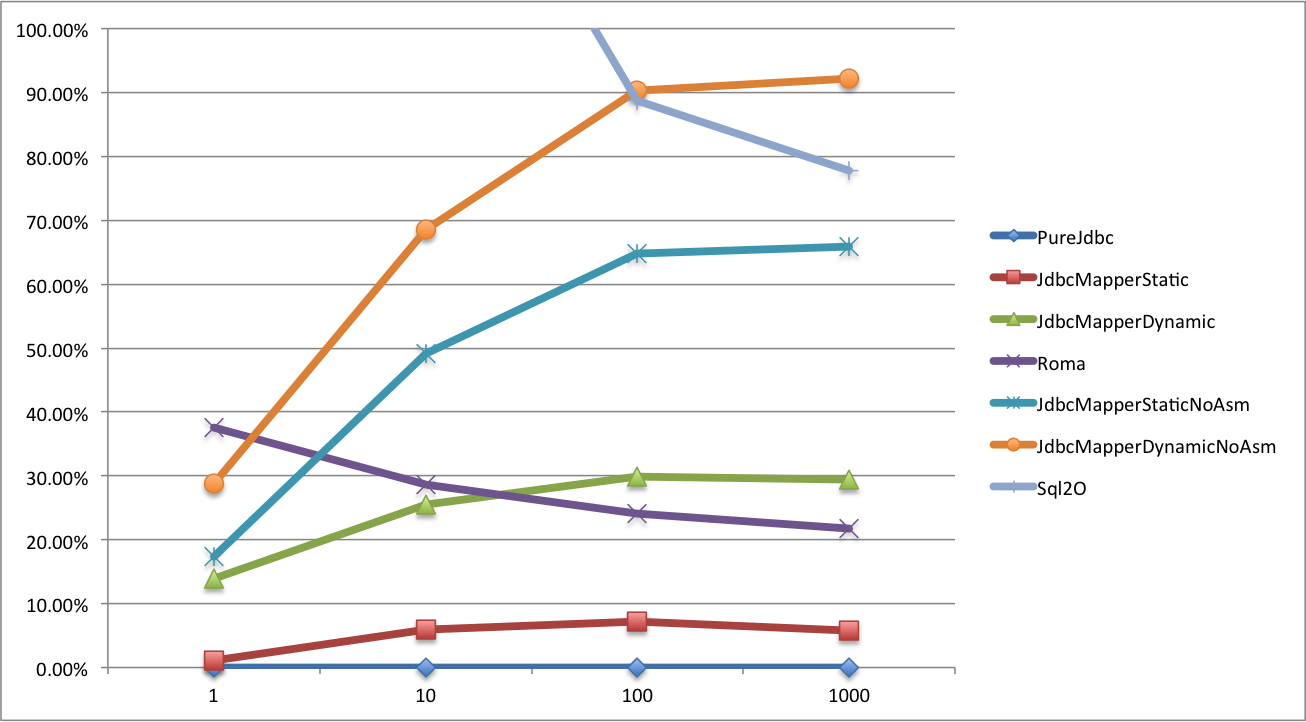 100.00%
90.00%
80.00%
70.00%
60.00%
50.00%
40.00%
30.00%
20.00%
10.00%
0.00%
1 10 100 1000
PureJdbc
JdbcMapperStatic
JdbcMapperDynamic
Roma
JdbcMapperStaticNoAsm
JdbcMapperDynamicNoAsm
Sql2O